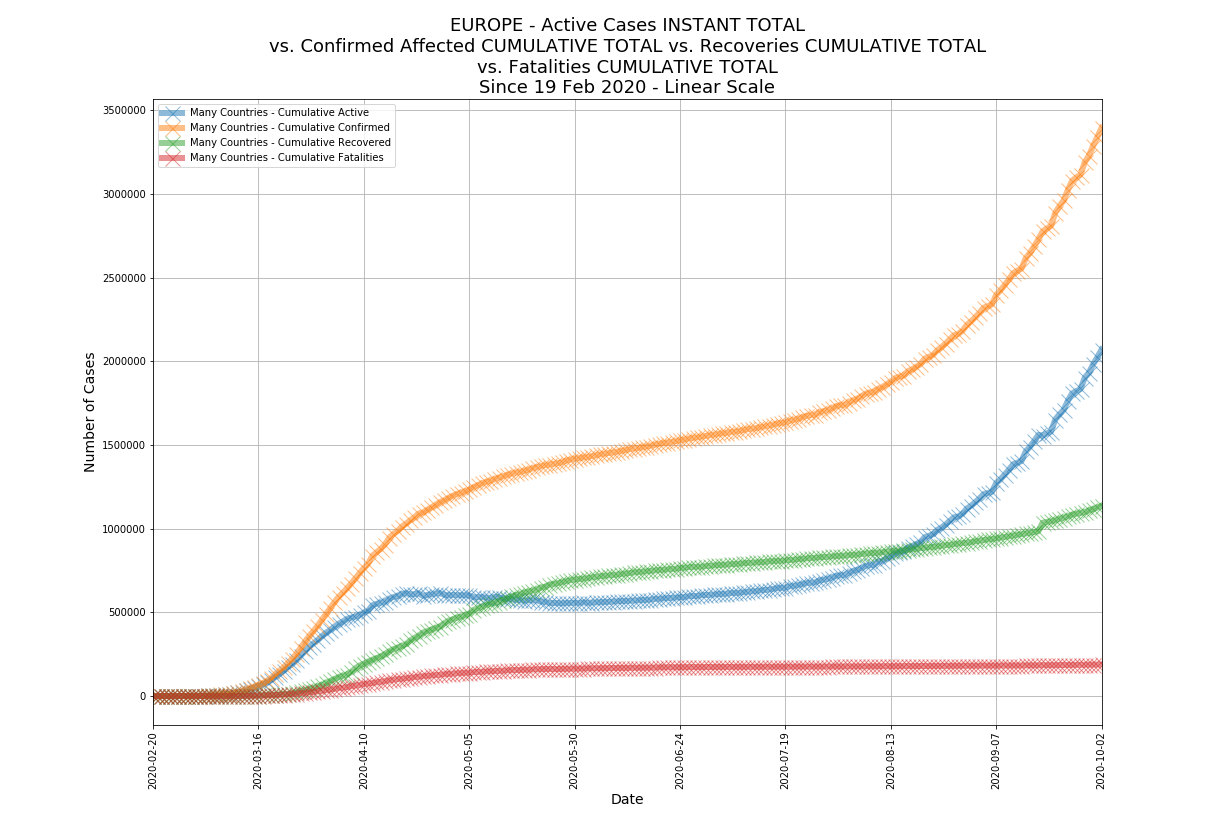 EUROPE - Active Cases INSTANT TOTAL
vs. Confirmed Affected CUMULATIVE TOTAL vs. Recoveries CUMULATIVE TOTAL
vs. Fatalities CUMULATIVE TOTAL
Since 19 Feb 2020 - Linear Scale
Many Countries - Cumulative Active
Many Countries - Cumulative Confirmed
Many Countries - Cumulative Recovered
Many Countries - Cumulative Fatalities
Number of Cases
3500000
3000000
2500000
2000000
1500000
1000000
500000
0
2020-02-20
2020-03-16
2020-04-10
2020-05-05
2020-05-30
2020-06-24
2020-07-19
2020-08-13
2020-09-07
2020-10-02
Date